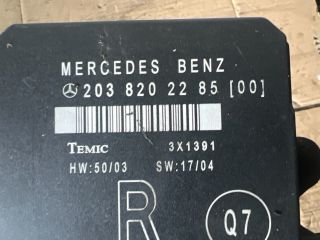 MERCEDES BENZ
203 820 22 85 [00]
TEMIC 3X1391
HW:50/03 SW:17/04
R Q7